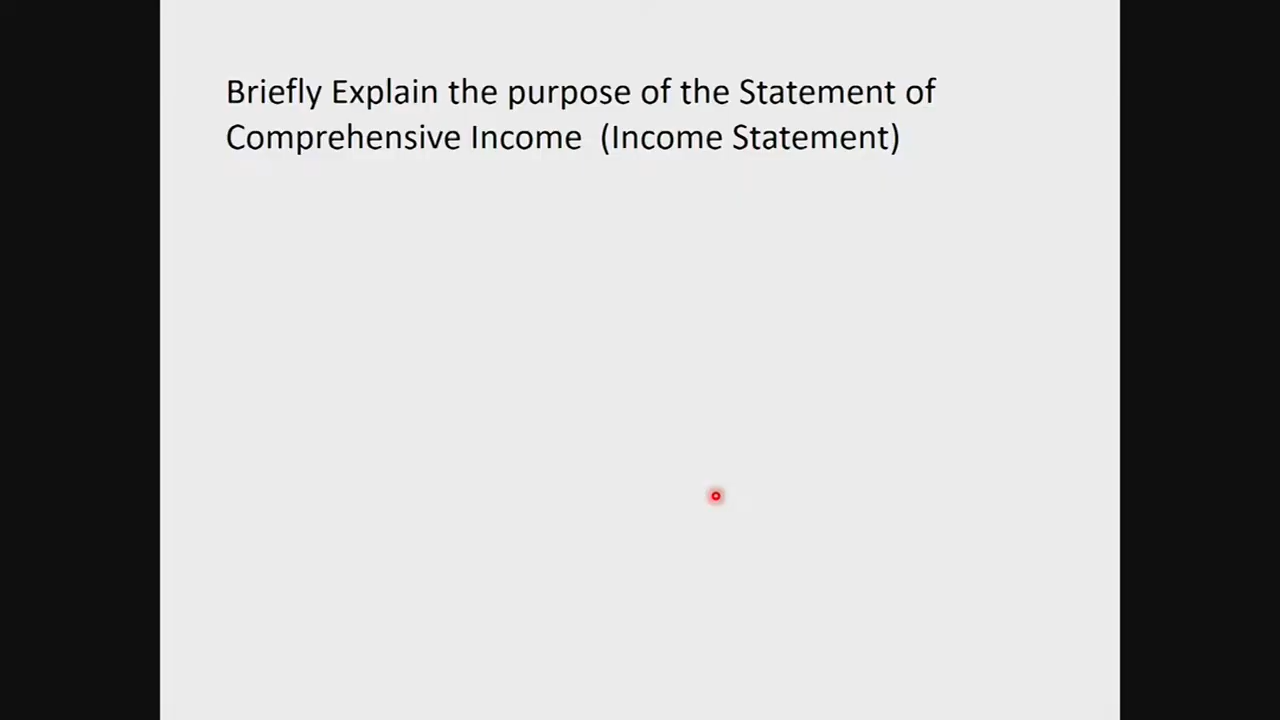 Briefly Explain the purpose of the Statement of
Comprehensive Income  (Income Statement)